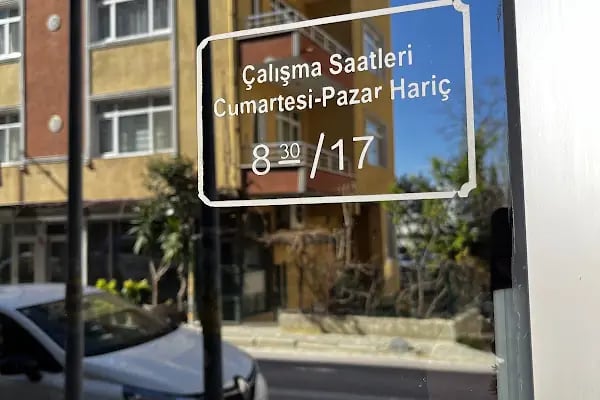 Çalışma Saatleri
Cumartesi-Pazar Hariç
8 30 /17